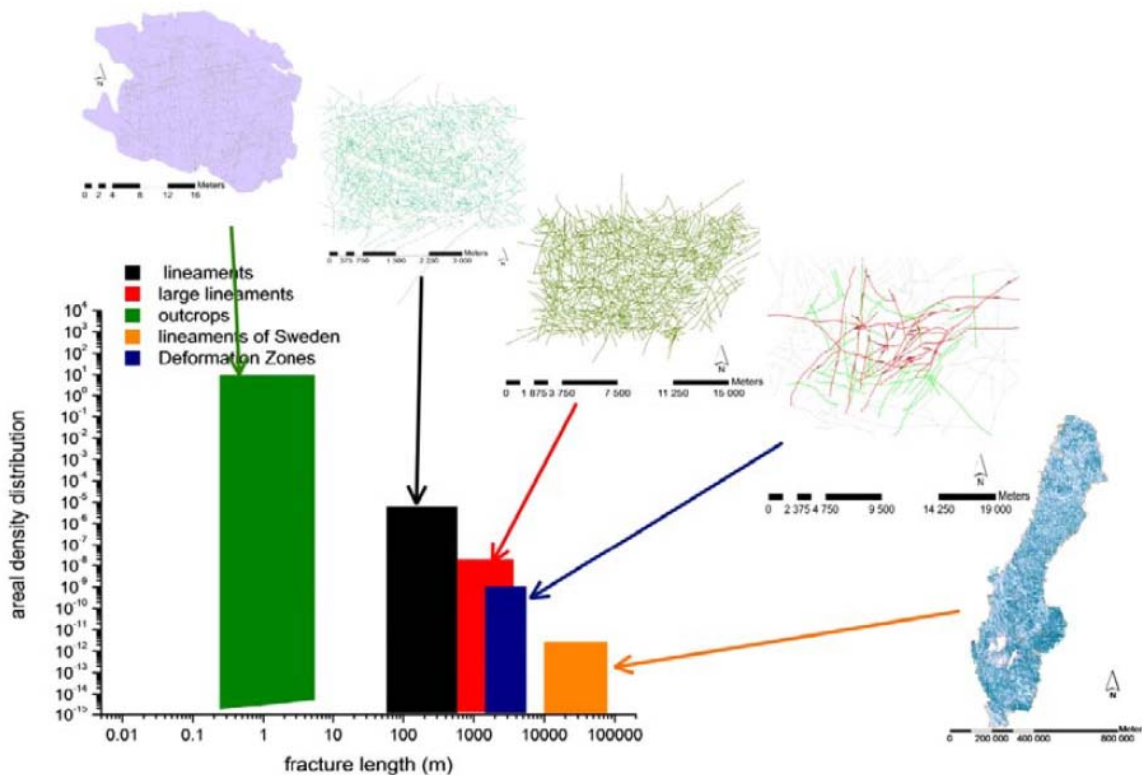 N
Meters
0 2 4 8 12 16
Meters
0 375 750 1 500 2 250 3 000
N
lineaments
large lineaments
outcrops
lineaments of Sweden
Deformation Zones
N
Meters
0 1 875 3 750 7 500 11 250 15 000
N
Meters
0 2 375 4 750 9 500 14 250 19 000
10^4
10^3
10^2
10^1
10^0
10^-1
10^-2
10^-3
10^-4
10^-5
10^-6
10^-7
10^-8
10^-9
10^-10
10^-11
10^-12
10^-13
10^-14
10^-15
areal density distribution
0.01 0.1 1 10 100 1000 10000 100000
fracture length (m)
N
Meter
0 200 000 400 000 800 000